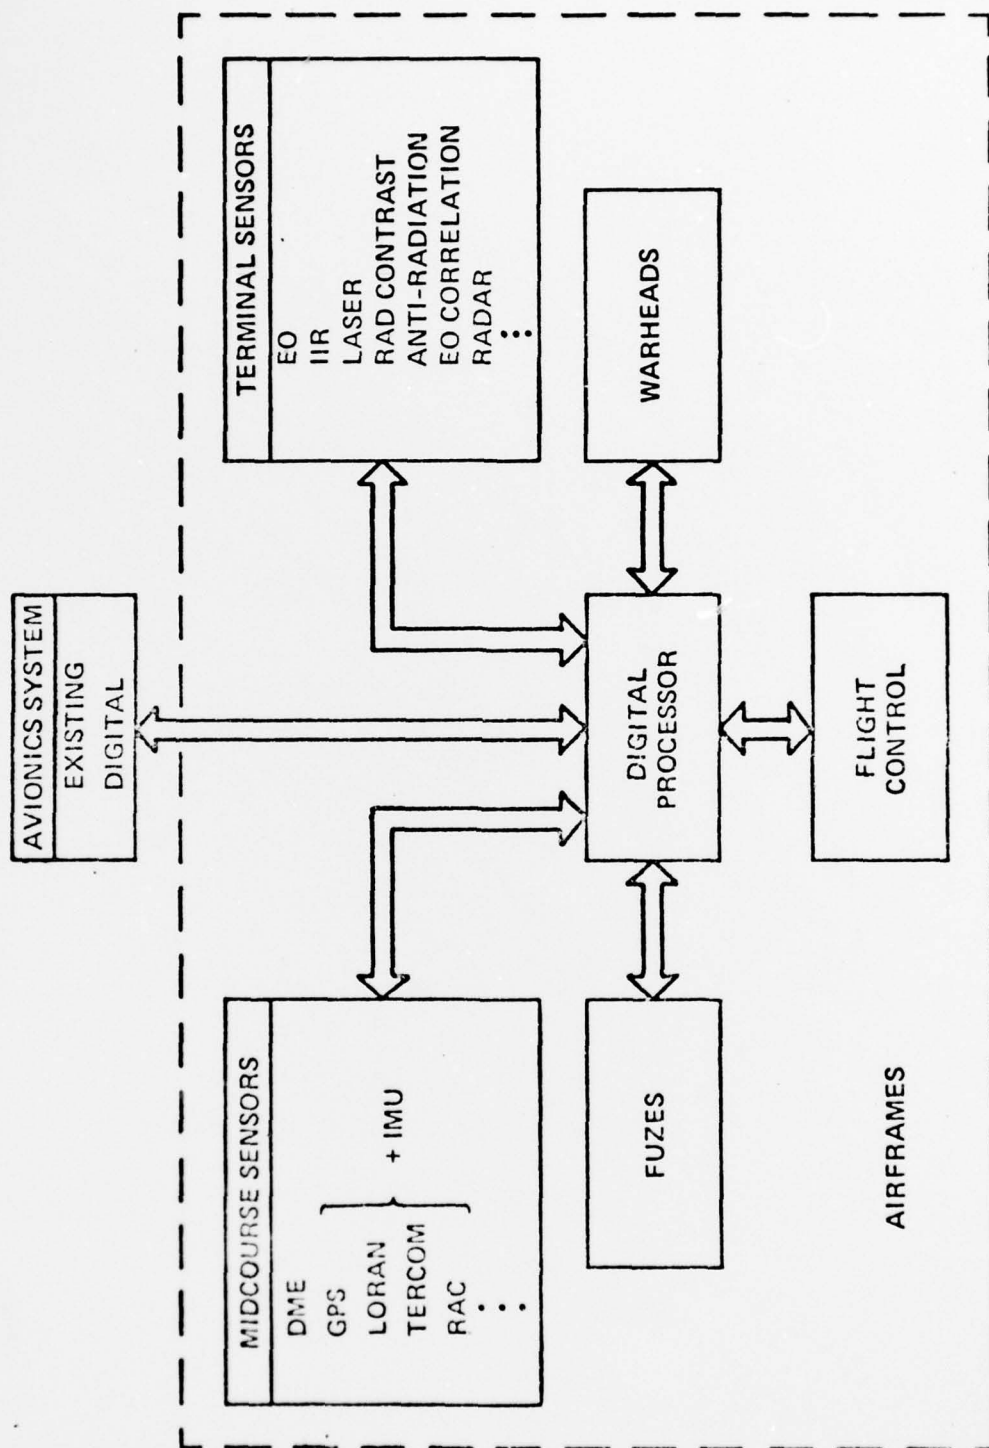 AVIONICS SYSTEM
EXISTING
DIGITAL
MIDCOURSE SENSORS
DME
GPS
LORAN
TERCOM
RAC
+ IMU
TERMINAL SENSORS
EO
IIR
LASER
RAD CONTRAST
ANTI-RADIATION
EO CORRELATION
RADAR
FUZES
DIGITAL
PROCESSOR
WARHEADS
FLIGHT
CONTROL
AIRFRAMES